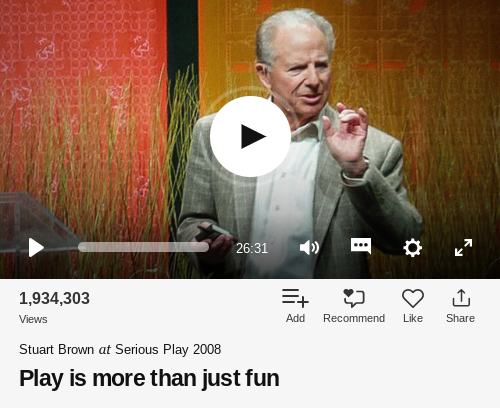 26:31
1,934,303
Views
Add
Recommend
Like
Share
Stuart Brown at Serious Play 2008
Play is more than just fun